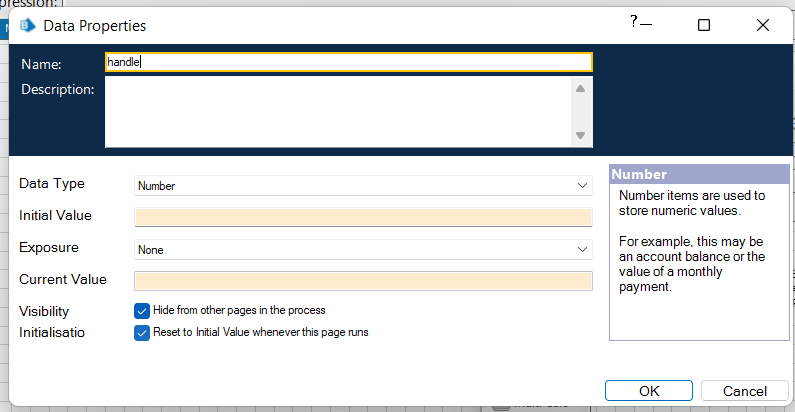 pression:
Data Properties
?
Name:
handle
Description:
Data Type
Number
Initial Value
Exposure
None
Current Value
Visibility
Hide from other pages in the process
Initialisatio
Reset to Initial Value whenever this page runs
Number
Number items are used to
store numeric values.
For example, this may be
an account balance or the
value of a monthly
payment.
OK
Cancel